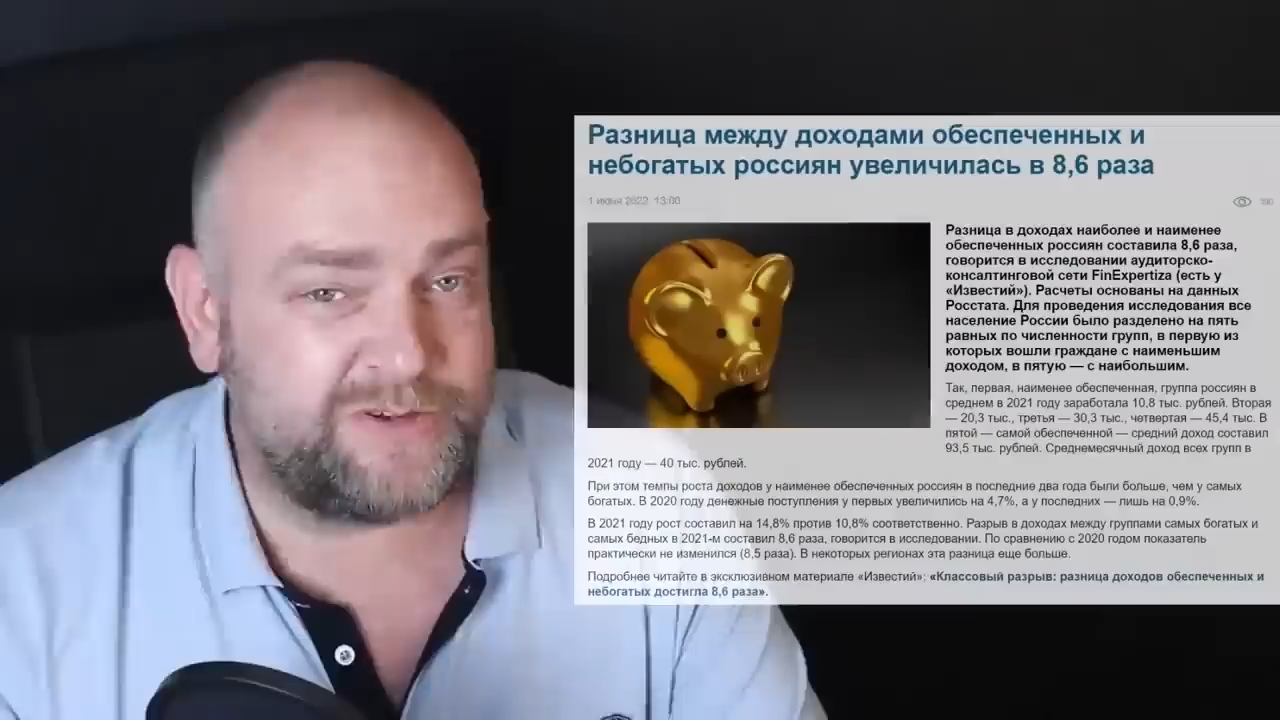 Разница между доходами обеспеченных и
небогатых россиян увеличилась в 8,6 раза
1 июня 2022, 13:00
Разница в доходах наиболее и наименее
обеспеченных россиян составила 8,6 раза,
говорится в исследовании аудиторско-
консалтинговой сети FinExpertiza (есть у
«Известий»). Расчеты основаны на данных
Росстата. Для проведения исследования все
население России было разделено на пять
равных по численности групп, в первую из
которых вошли граждане с наименьшим
доходом, в пятую — с наибольшим.
Так, первая, наименее обеспеченная, группа россиян в
среднем в 2021 году заработала 10,8 тыс. рублей. Вторая
— 20,3 тыс., третья — 30,3 тыс., четвертая — 45,4 тыс. В
пятой — самой обеспеченной — средний доход составил
93,5 тыс. рублей. Среднемесячный доход всех групп в
2021 году — 40 тыс. рублей.
При этом темпы роста доходов у наименее обеспеченных россиян в последние два года были больше, чем у самых
богатых. В 2020 году денежные поступления у первых увеличились на 4,7%, а у последних — лишь на 0,9%.
В 2021 году рост составил на 14,8% против 10,8% соответственно. Разрыв в доходах между группами самых богатых и
самых бедных в 2021-м составил 8,6 раза, говорится в исследовании. По сравнению с 2020 годом показатель
практически не изменился (8,5 раза). В некоторых регионах эта разница еще больше.
Подробнее читайте в эксклюзивном материале «Известий»: «Классовый разрыв: разница доходов обеспеченных и
небогатых достигла 8,6 раза».